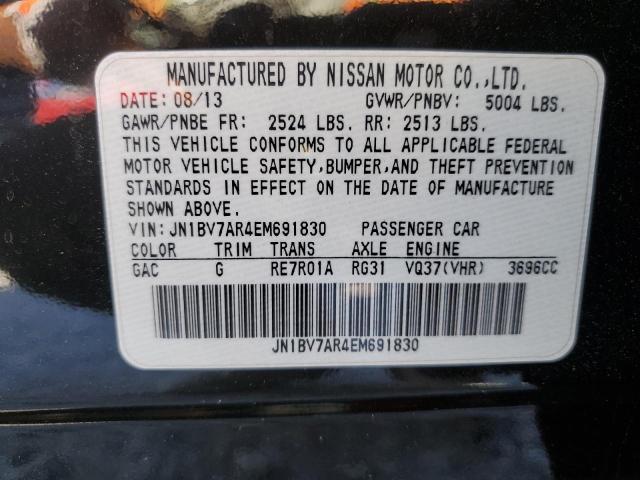 MANUFACTURED BY NISSAN MOTOR CO.,LTD.
DATE: 08/13 GVWR/PNBV: 5004 LBS.
GAWR/PNBE FR: 2524 LBS. RR: 2513 LBS.
THIS VEHICLE CONFORMS TO ALL APPLICABLE FEDERAL
MOTOR VEHICLE SAFETY,BUMPER,AND THEFT PREVENTION
STANDARDS IN EFFECT ON THE DATE OF MANUFACTURE
SHOWN ABOVE.
VIN:JN1BV7AR4EM691830 PASSENGER CAR
COLOR TRIM TRANS AXLE ENGINE
GAC G RE7R01A RG31 VQ37(VHR) 3696CC
JN1BV7AR4EM691830